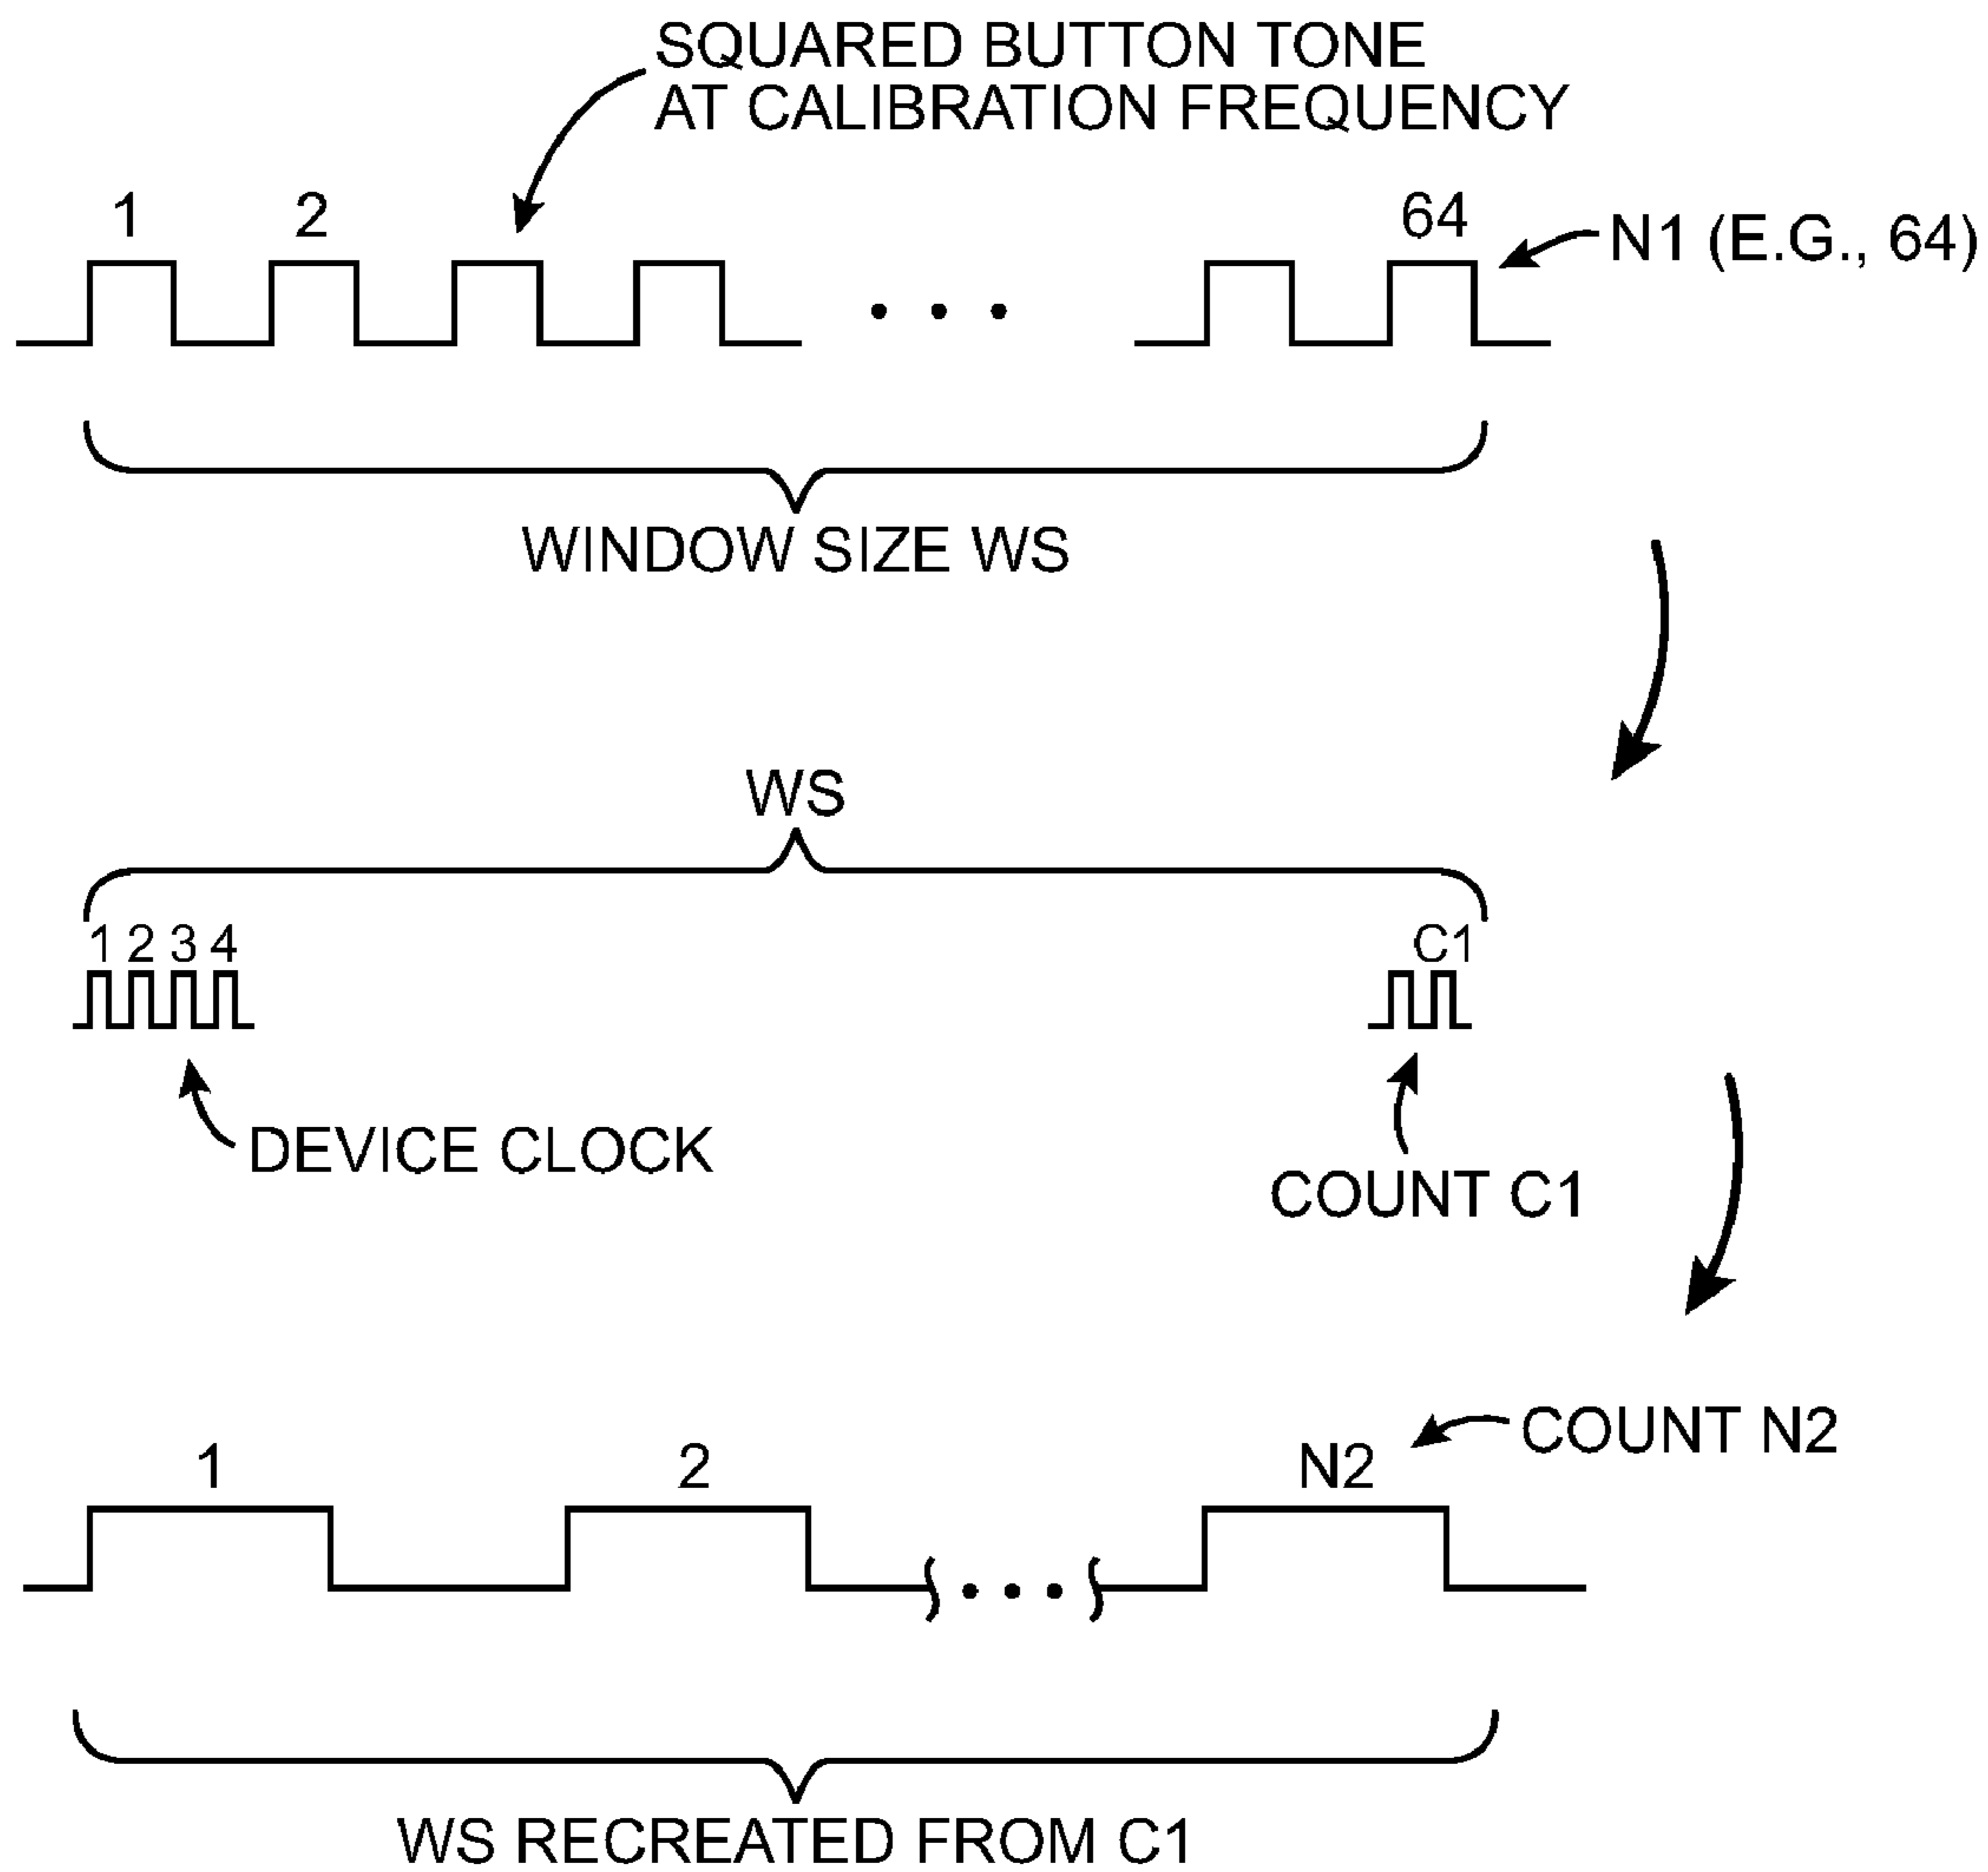 SQUARED BUTTON TONE
AT CALIBRATION FREQUENCY
1 2 64
N1 (E.G., 64)
WINDOW SIZE WS
WS
1 2 3 4 C1
DEVICE CLOCK
COUNT C1
COUNT N2
1 2 N2
WS RECREATED FROM C1